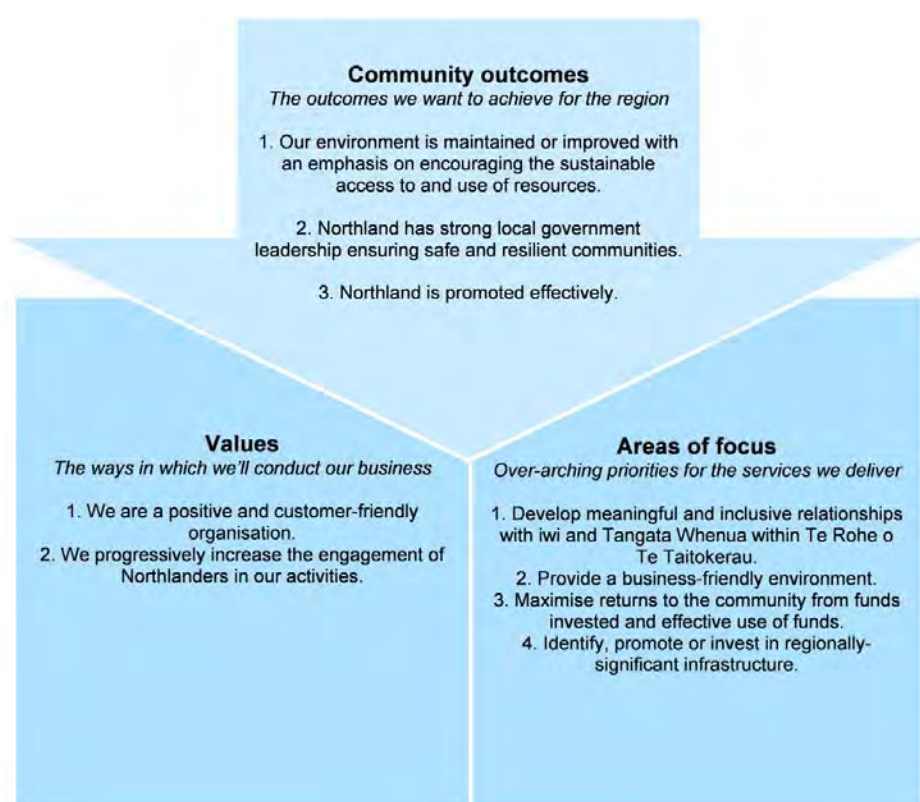 Community outcomes
The outcomes we want to achieve for the region
1. Our environment is maintained or improved with
an emphasis on encouraging the sustainable
access to and use of resources.
2. Northland has strong local government
leadership ensuring safe and resilient communities.
3. Northland is promoted effectively.
Values
The ways in which we'll conduct our business
1. We are a positive and customer-friendly
organisation.
2. We progressively increase the engagement of
Northlanders in our activities.
Areas of focus
Over-arching priorities for the services we deliver
1. Develop meaningful and inclusive relationships
with iwi and Tangata Whenua within Te Rohe o
Te Taitokerau.
2. Provide a business-friendly environment.
3. Maximise returns to the community from funds
invested and effective use of funds.
4. Identify, promote or invest in regionally-
significant infrastructure.